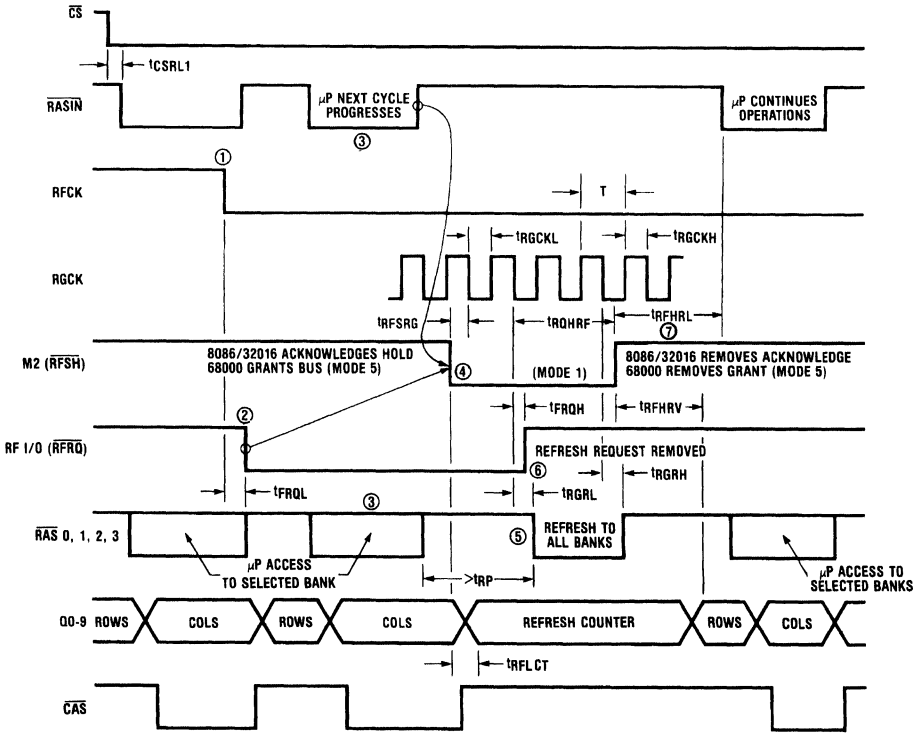 CS
tCSRL1
RASIN
μP NEXT CYCLE
PROGRESSES
μP CONTINUES
OPERATIONS
③
①
RFCK
T
tRGCKL
tRGCKH
RGCK
tRFSRG
tRQHRF
tRFHRL
⑦
M2 (RFSH)
8086/32016 ACKNOWLEDGES HOLD
68000 GRANTS BUS (MODE 5)
④
(MODE 1)
8086/32016 REMOVES ACKNOWLEDGE
68000 REMOVES GRANT (MODE 5)
tFRQH
tRFHRV
②
RF I/O (RFRQ)
REFRESH REQUEST REMOVED
⑥
tFRQL
③
tRGRL
tRGRH
RAS 0, 1, 2, 3
⑤
REFRESH TO
ALL BANKS
μP ACCESS
TO SELECTED BANK
>tRP
μP ACCESS TO
SELECTED BANKS
Q0-9
ROWS
COLS
ROWS
COLS
REFRESH COUNTER
ROWS
COLS
tRFLCT
CAS